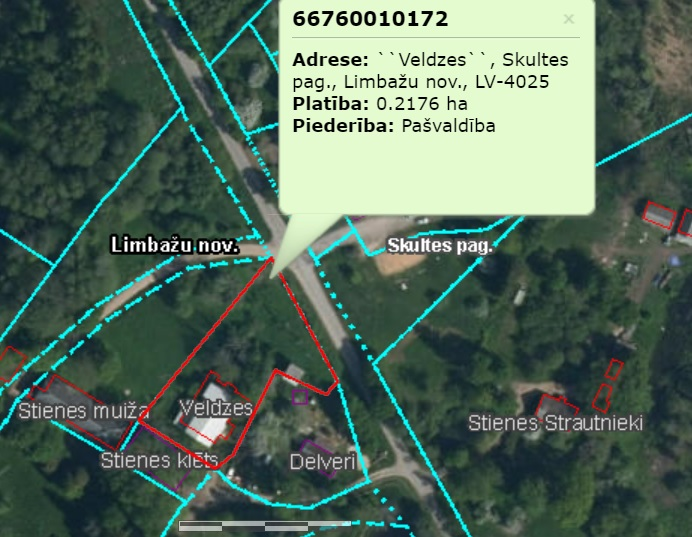 66760010172
×
Adrese: ``Veldzes``, Skultes
pag., Limbažu nov., LV-4025
Platība: 0.2176 ha
Piederība: Pašvaldība
Limbažu nov.
Skultes pag.
Stienes muiža
Veldzes
Stienes Strautnieki
Stienes klēts
Delveri